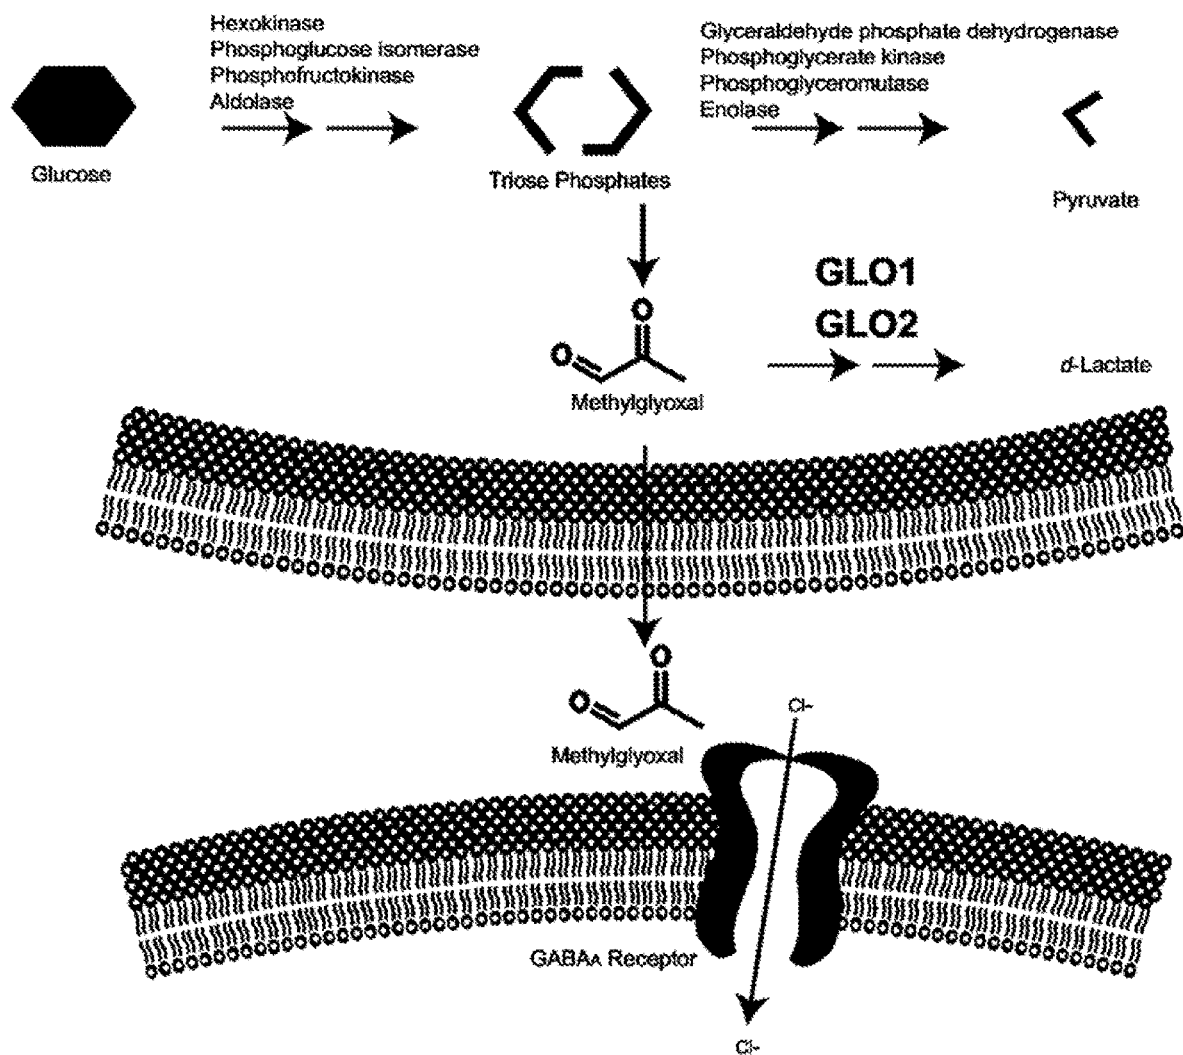 Hexokinase
Phosphoglucose isomerase
Phosphofructokinase
Aldolase
Glyceraldehyde phosphate dehydrogenase
Phosphoglycerate kinase
Phosphoglyceromutase
Enolase
Glucose
Triose Phosphates
Pyruvate
GLO1
GLO2
O
O
d-Lactate
Methylglyoxal
O
O
Cl-
Methylglyoxal
GABAA Receptor
Cl-